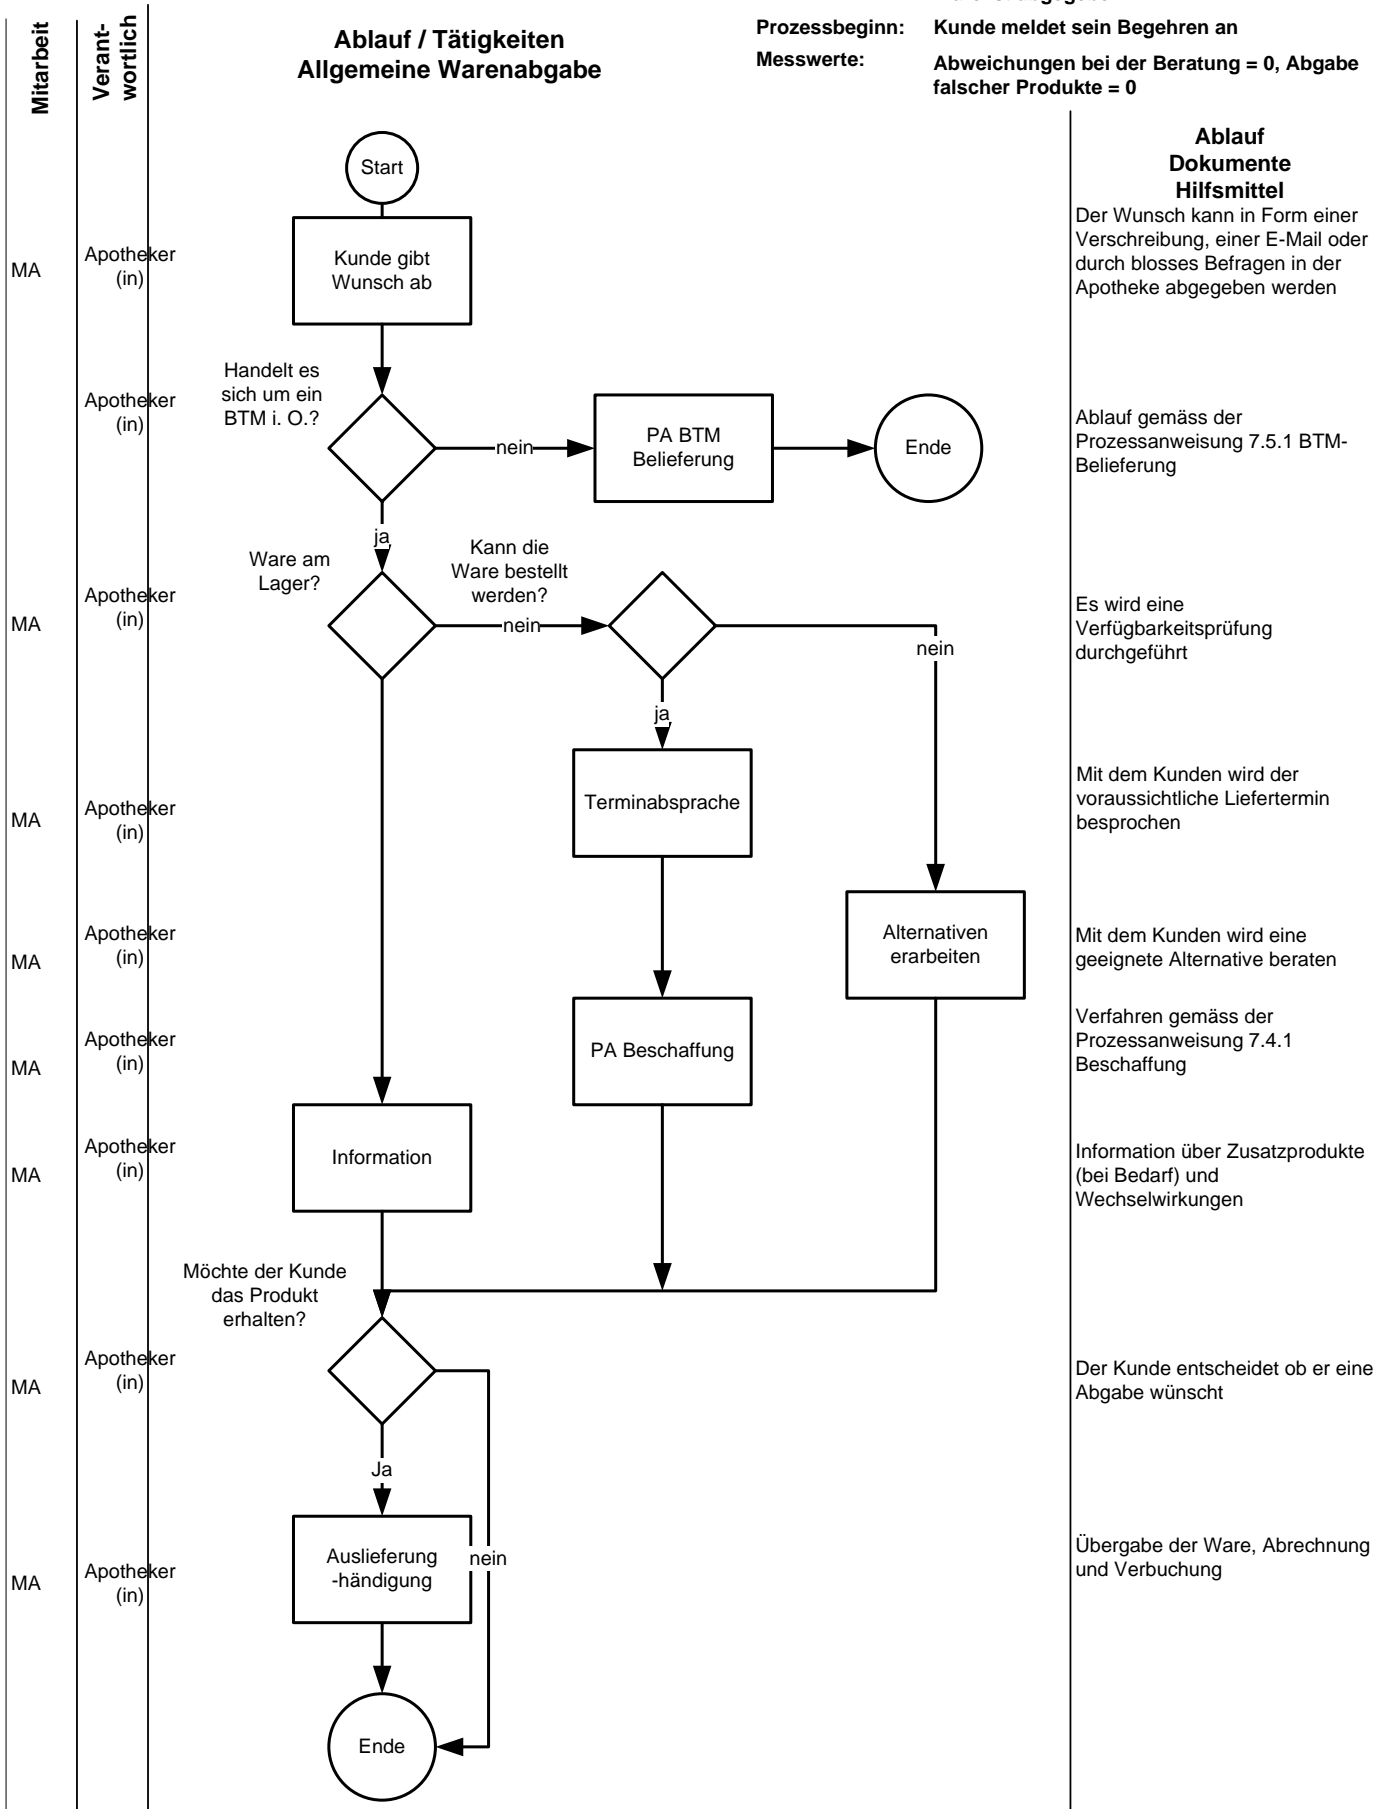 Prozessbeginn: Kunde meldet sein Begehren an
Messwerte: Abweichungen bei der Beratung = 0, Abgabe
falscher Produkte = 0
Mitarbeit
Verant-
wortlich
Ablauf / Tätigkeiten
Allgemeine Warenabgabe
Ablauf
Dokumente
Hilfsmittel
Start
MA
Apotheker
(in)
Kunde gibt
Wunsch ab
Der Wunsch kann in Form einer
Verschreibung, einer E-Mail oder
durch blosses Befragen in der
Apotheke abgegeben werden
Apotheker
(in)
Handelt es
sich um ein
BTM i. O.?
nein
PA BTM
Belieferung
Ende
Ablauf gemäss der
Prozessanweisung 7.5.1 BTM-
Belieferung
ja
MA
Apotheker
(in)
Ware am
Lager?
nein
Kann die
Ware bestellt
werden?
nein
Es wird eine
Verfügbarkeitsprüfung
durchgeführt
ja
MA
Apotheker
(in)
Terminabsprache
Mit dem Kunden wird der
voraussichtliche Liefertermin
besprochen
MA
Apotheker
(in)
Alternativen
erarbeiten
Mit dem Kunden wird eine
geeignete Alternative beraten
MA
Apotheker
(in)
PA Beschaffung
Verfahren gemäss der
Prozessanweisung 7.4.1
Beschaffung
MA
Apotheker
(in)
Information
Information über Zusatzprodukte
(bei Bedarf) und
Wechselwirkungen
Möchte der Kunde
das Produkt
erhalten?
MA
Apotheker
(in)
Der Kunde entscheidet ob er eine
Abgabe wünscht
Ja
MA
Apotheker
(in)
Auslieferung
-händigung
nein
Übergabe der Ware, Abrechnung
und Verbuchung
Ende